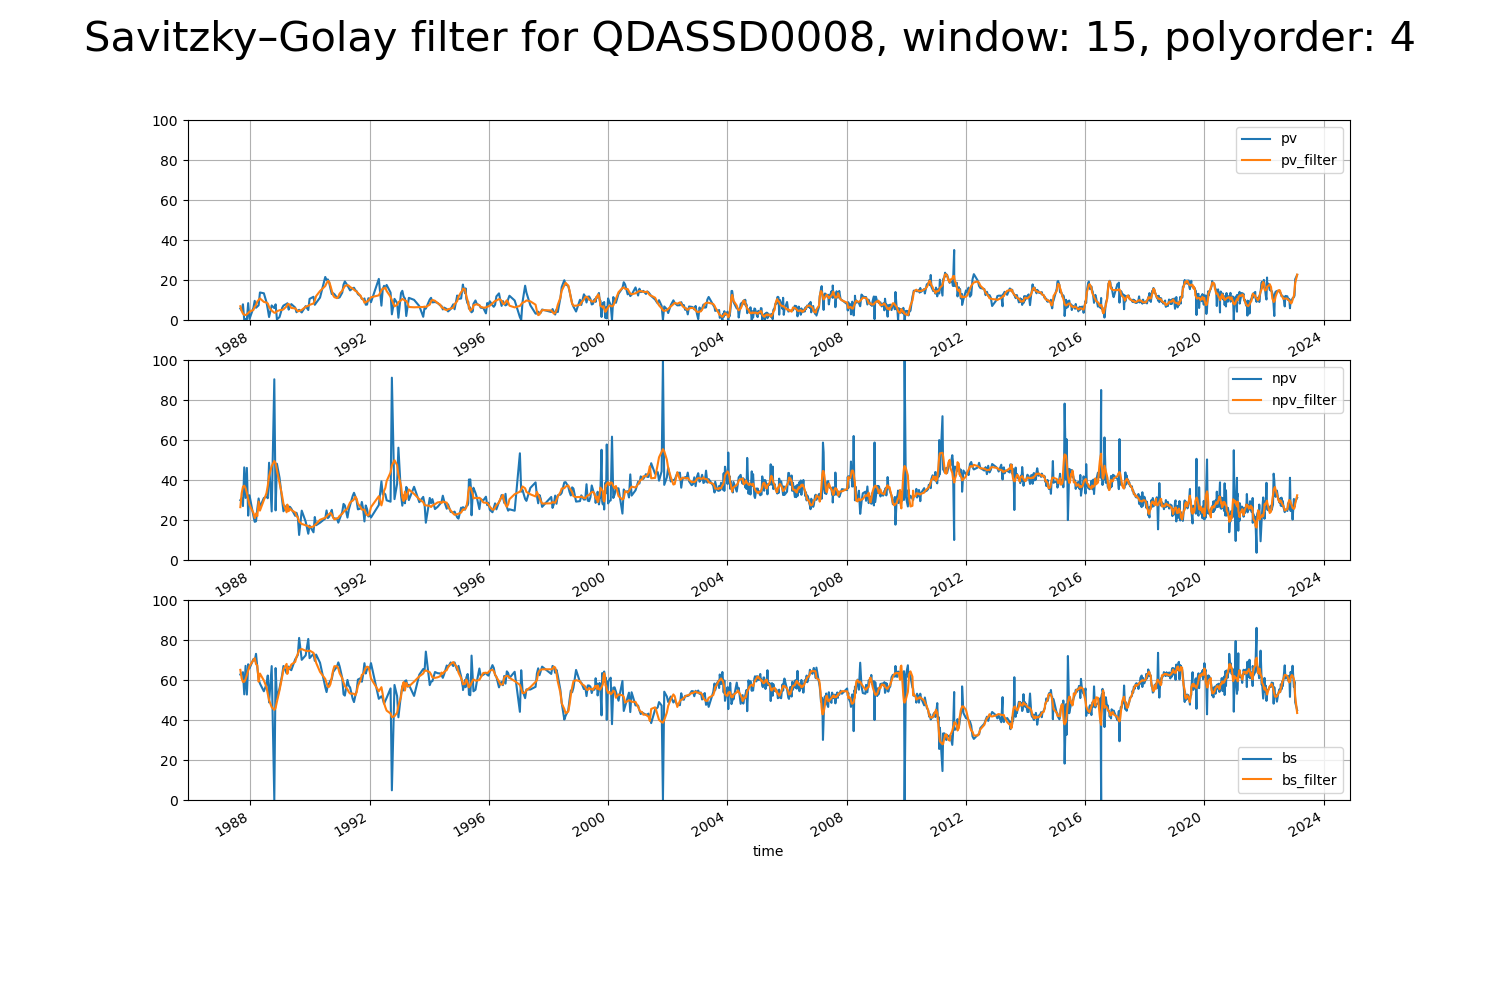 Savitzky–Golay filter for QDASSD0008, window: 15, polyorder: 4
100
80
60
40
20
0
pv
pv_filter
1988 1992 1996 2000 2004 2008 2012 2016 2020 2024
100
80
60
40
20
0
npv
npv_filter
1988 1992 1996 2000 2004 2008 2012 2016 2020 2024
100
80
60
40
20
0
bs
bs_filter
1988 1992 1996 2000 2004 2008 2012 2016 2020 2024
time